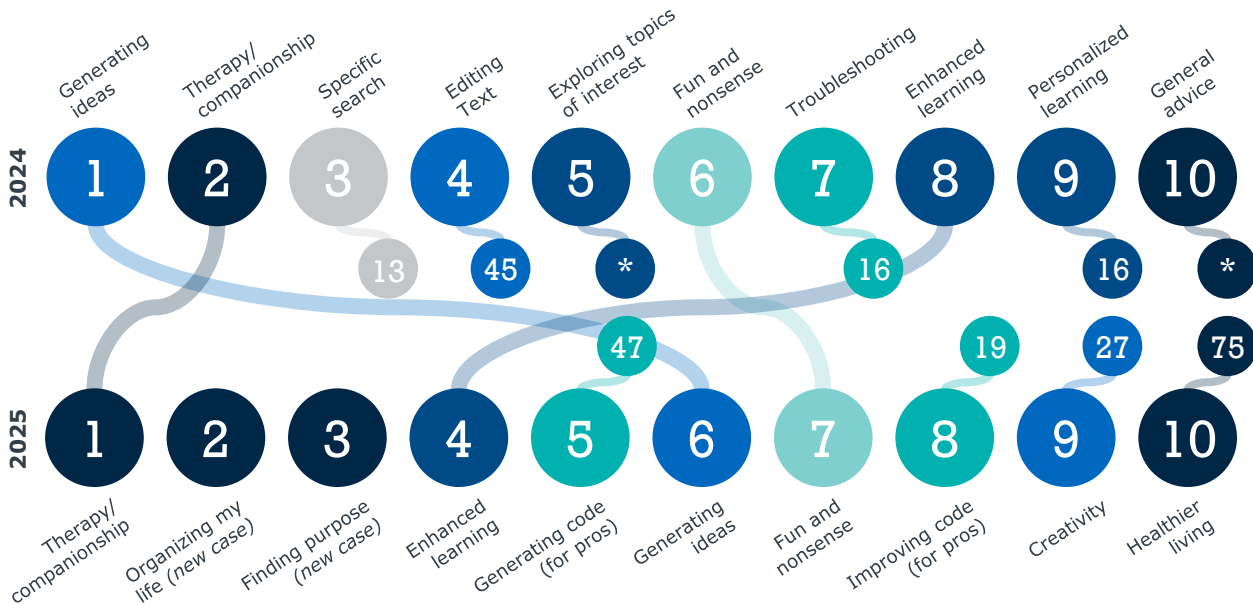 Generating
ideas
Therapy/
companionship
Specific
search
Editing
Text
Exploring topics
of interest
Fun and
nonsense
Troubleshooting
Enhanced
learning
Personalized
learning
General
advice
2024
1
2
3
4
5
6
7
8
9
10
13
45
*
16
16
*
47
19
27
75
2025
1
2
3
4
5
6
7
8
9
10
Therapy/
companionship
Organizing my
life (new case)
Finding purpose
(new case)
Enhanced
learning
Generating code
(for pros)
Generating
ideas
Fun and
nonsense
Improving code
(for pros)
Creativity
Healthier
living